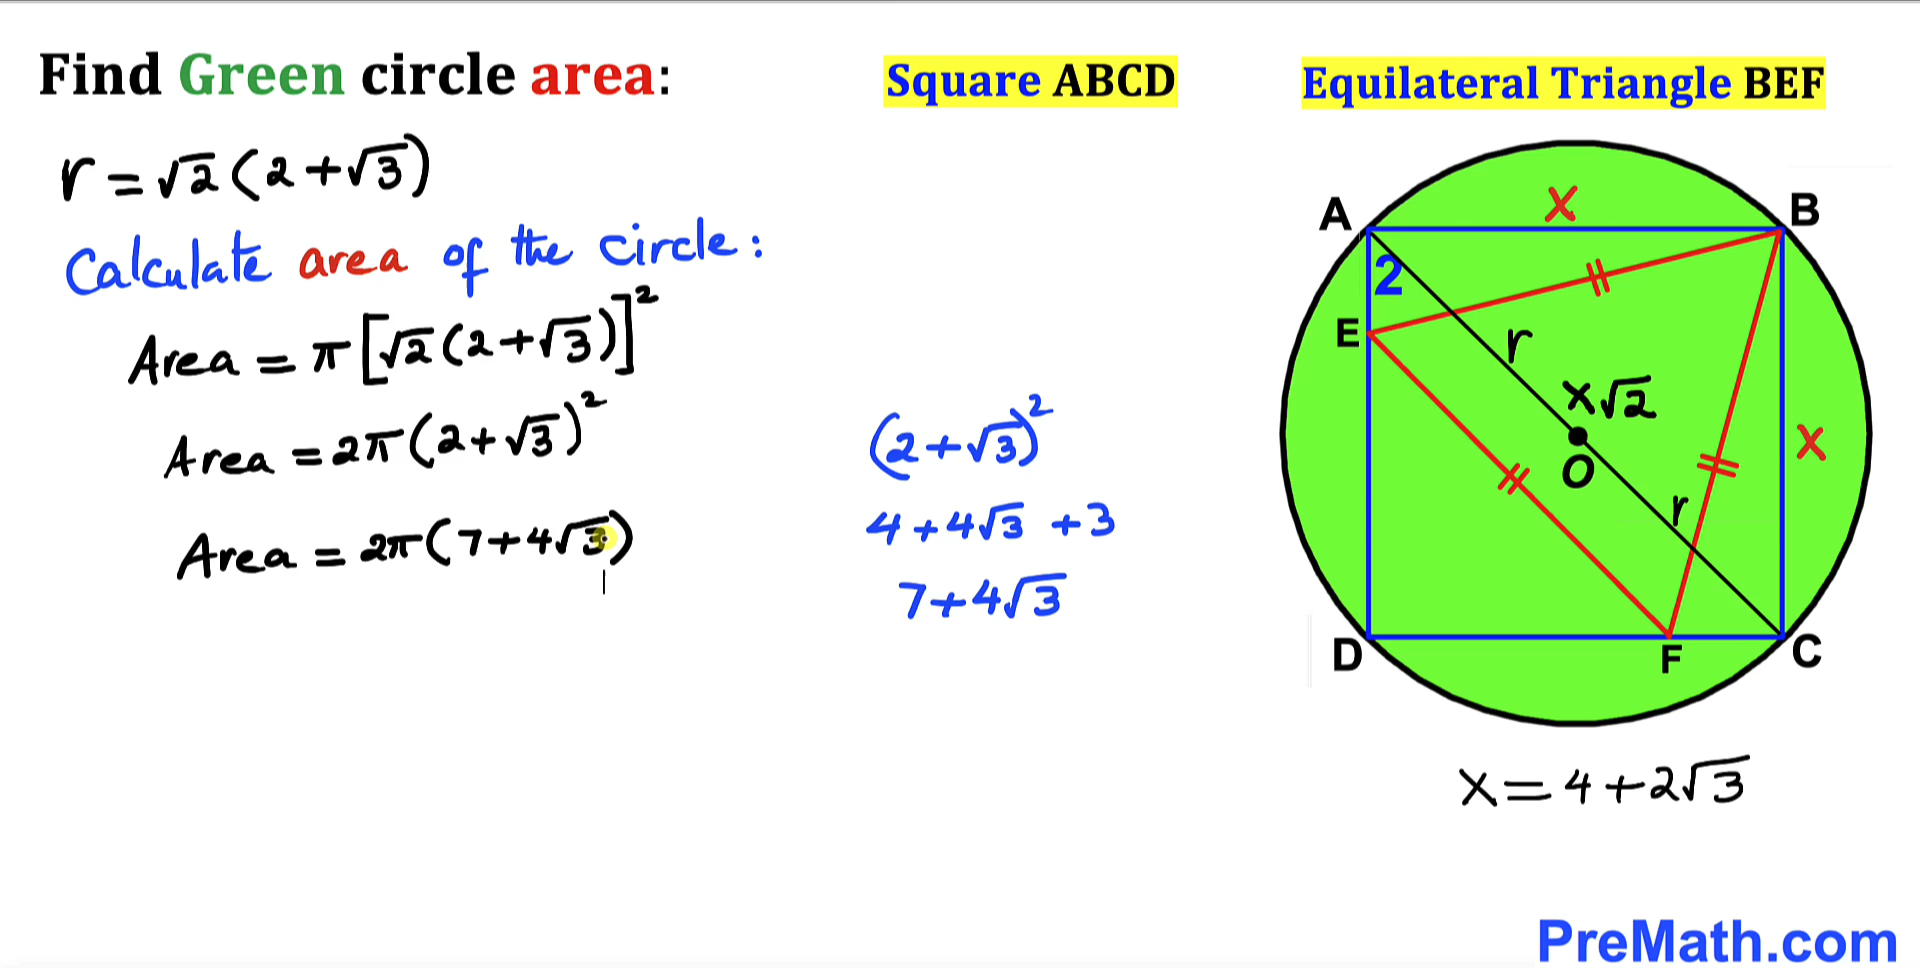 Find Green circle area:
Square ABCD
Equilateral Triangle BEF
r = √2 (2 + √3)
Calculate area of the circle:
Area = π [√2 (2 + √3)]²
Area = 2π (2 + √3)²
Area = 2π (7 + 4√3)
(2 + √3)²
4 + 4√3 + 3
7 + 4√3
A
x
B
2
E
r
x√2
O
x
r
D
F
C
x = 4 + 2√3
PreMath.com